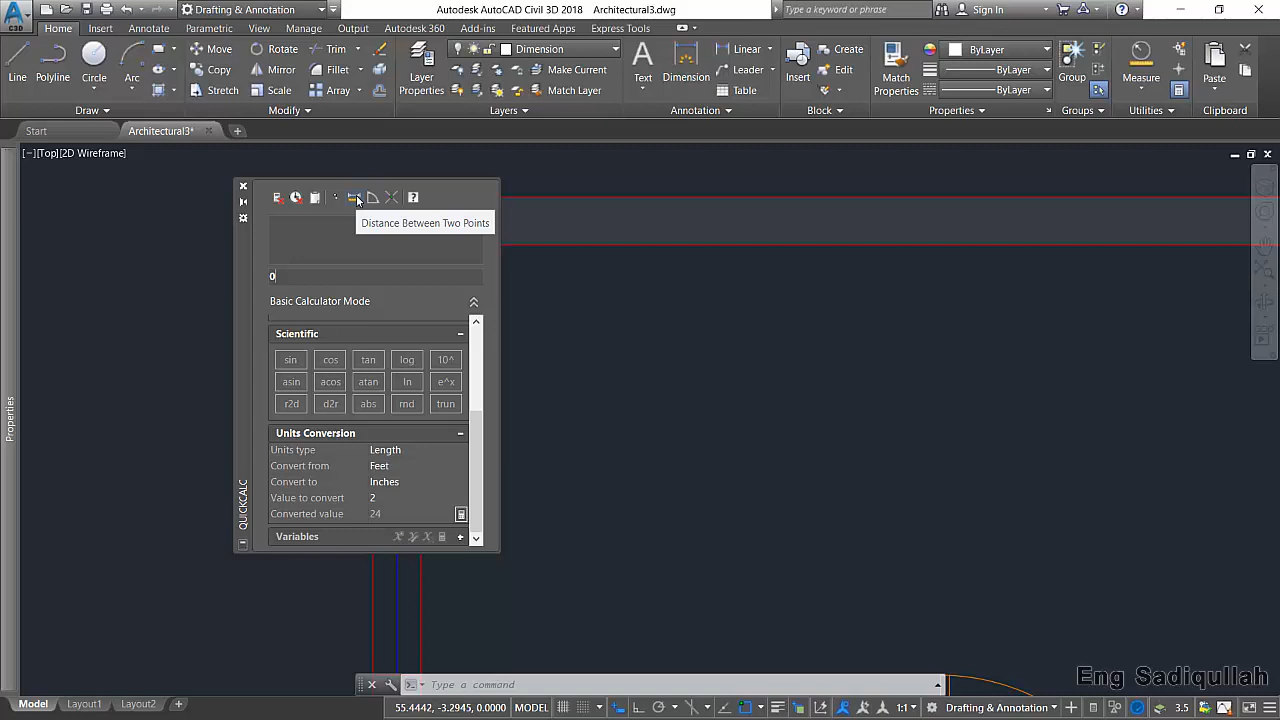 C3D
Drafting & Annotation
Autodesk AutoCAD Civil 3D 2018 Architectural3.dwg
Type a keyword or phrase
Sign In
Home Insert Annotate Parametric View Manage Output Autodesk 360 Add-ins Featured Apps Express Tools
Line Polyline Circle Arc
Move Rotate Trim
Copy Mirror Fillet
Stretch Scale Array
Layer Properties
Dimension
Make Current
Match Layer
Text Dimension
Linear
Leader
Table
Insert
Create
Edit
Match Properties
ByLayer
ByLayer
ByLayer
Group
Measure
Paste
Draw Modify Layers Annotation Block Properties Groups Utilities Clipboard
Start Architectural3*
[−][Top][2D Wireframe]
Distance Between Two Points
0
Basic Calculator Mode
Scientific
sin cos tan log 10^
asin acos atan ln e^x
r2d d2r abs rnd trun
Units Conversion
Units type Length
Convert from Feet
Convert to Inches
Value to convert 2
Converted value 24
Variables
QUICKCALC
Properties
Type a command
Eng Sadiqullah
Model Layout1 Layout2
55.4442, -3.2945, 0.0000 MODEL
1:1
Drafting & Annotation
3.5